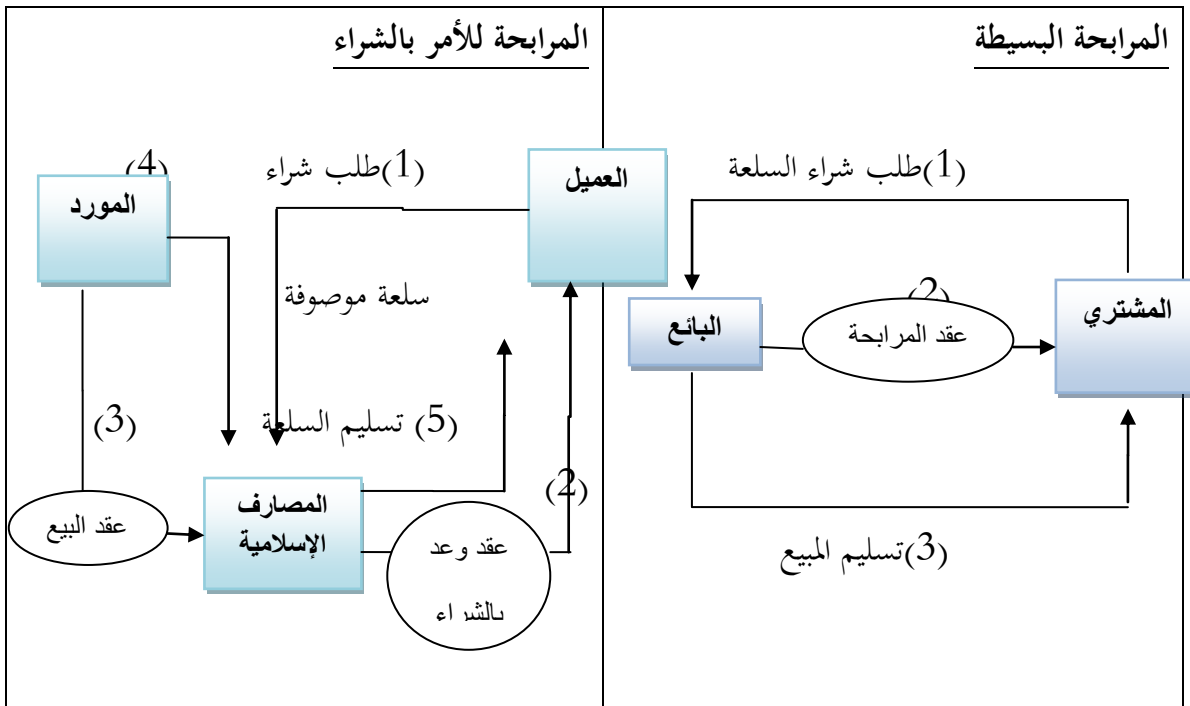 المرابحة البسيطة
(1)طلب شراء السلعة
المشتري
(2)
عقد المرابحة
البائع
(3)تسليم المبيع
المرابحة للأمر بالشراء
العميل
(1)طلب شراء
(4)
المورد
سلعة موصوفة
(5) تسليم السلعة
(3)
(2)
المصارف
الإسلامية
عقد البيع
عقد وعد
بالشراء